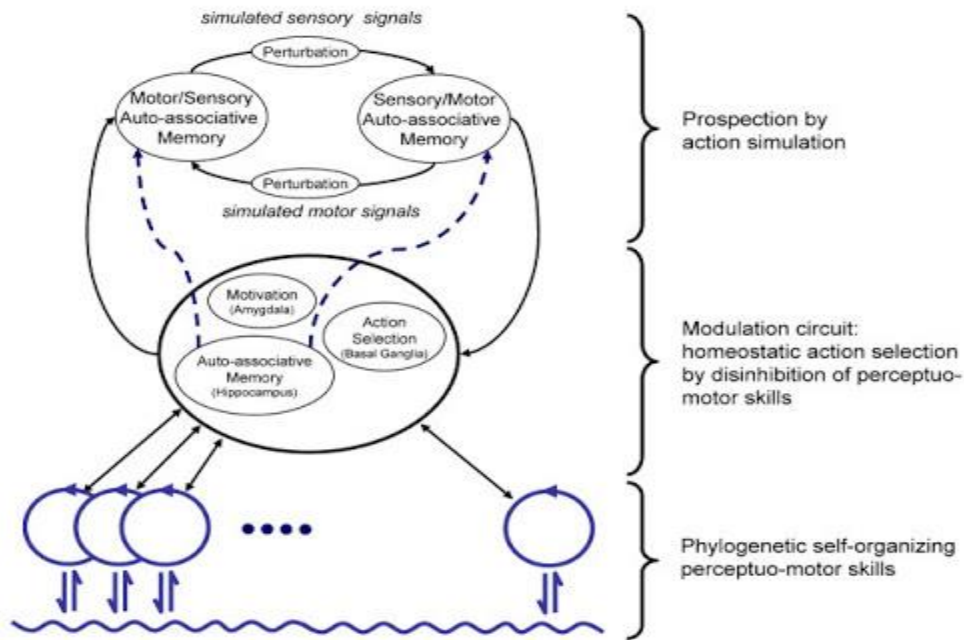 simulated sensory signals
Perturbation
Motor/Sensory
Auto-associative
Memory
Sensory/Motor
Auto-associative
Memory
Perturbation
simulated motor signals
Prospection by
action simulation
Motivation
(Amygdala)
Action
Selection
(Basal Ganglia)
Auto-associative
Memory
(Hippocampus)
Modulation circuit:
homeostatic action selection
by disinhibition of perceptuo-
motor skills
Phylogenetic self-organizing
perceptuo-motor skills